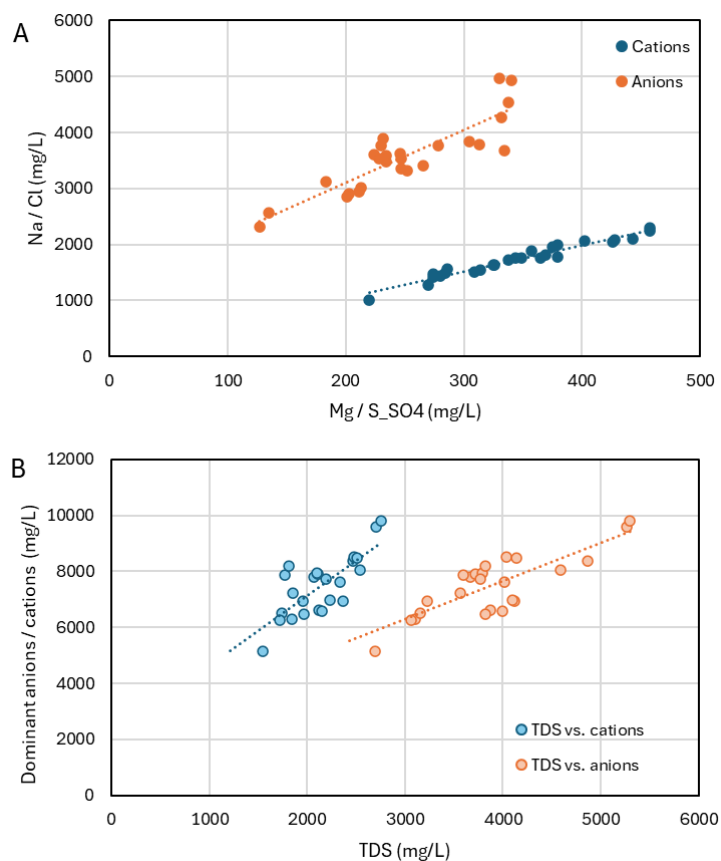 A
6000
5000
4000
3000
2000
1000
0
Na / Cl (mg/L)
Cations
Anions
0 100 200 300 400 500
Mg / S_SO4 (mg/L)
B
12000
10000
8000
6000
4000
2000
0
Dominant anions / cations (mg/L)
TDS vs. cations
TDS vs. anions
0 1000 2000 3000 4000 5000 6000
TDS (mg/L)